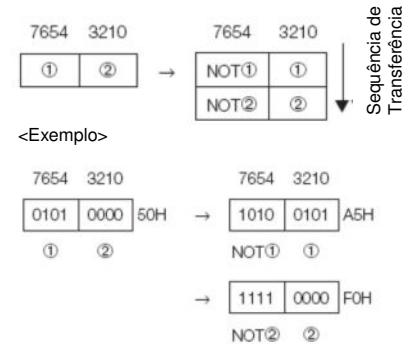 7654 3210 7654 3210
① ② → NOT① ①
NOT② ②
Sequência de
Transferência
<Exemplo>
7654 3210 7654 3210
0101 0000 50H → 1010 0101 A5H
① ② NOT① ①
→ 1111 0000 F0H
NOT② ②